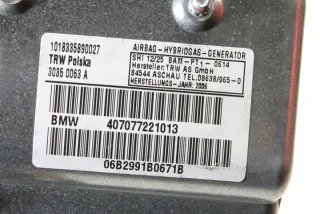 1018335890027
TRW Polska
3035 0063 A
AIRBAG-HYBRIDGAS-GENERATOR
SHI 12/25 BAM-PT1- 0614
Hersteller:TRW AS GmbH
84544 ASCHAU TEL.08638/965-0
HERSTELLUNGS-JAHR: 2006
BMW 407077221013
06B2991B0671B